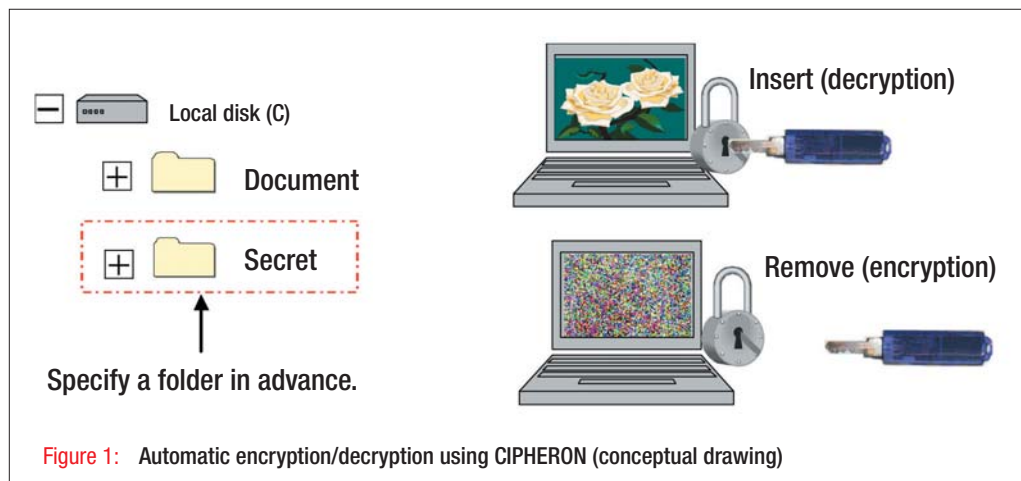 Local disk (C)
Document
Secret
Specify a folder in advance.
Insert (decryption)
Remove (encryption)
Figure 1: Automatic encryption/decryption using CIPHERON (conceptual drawing)